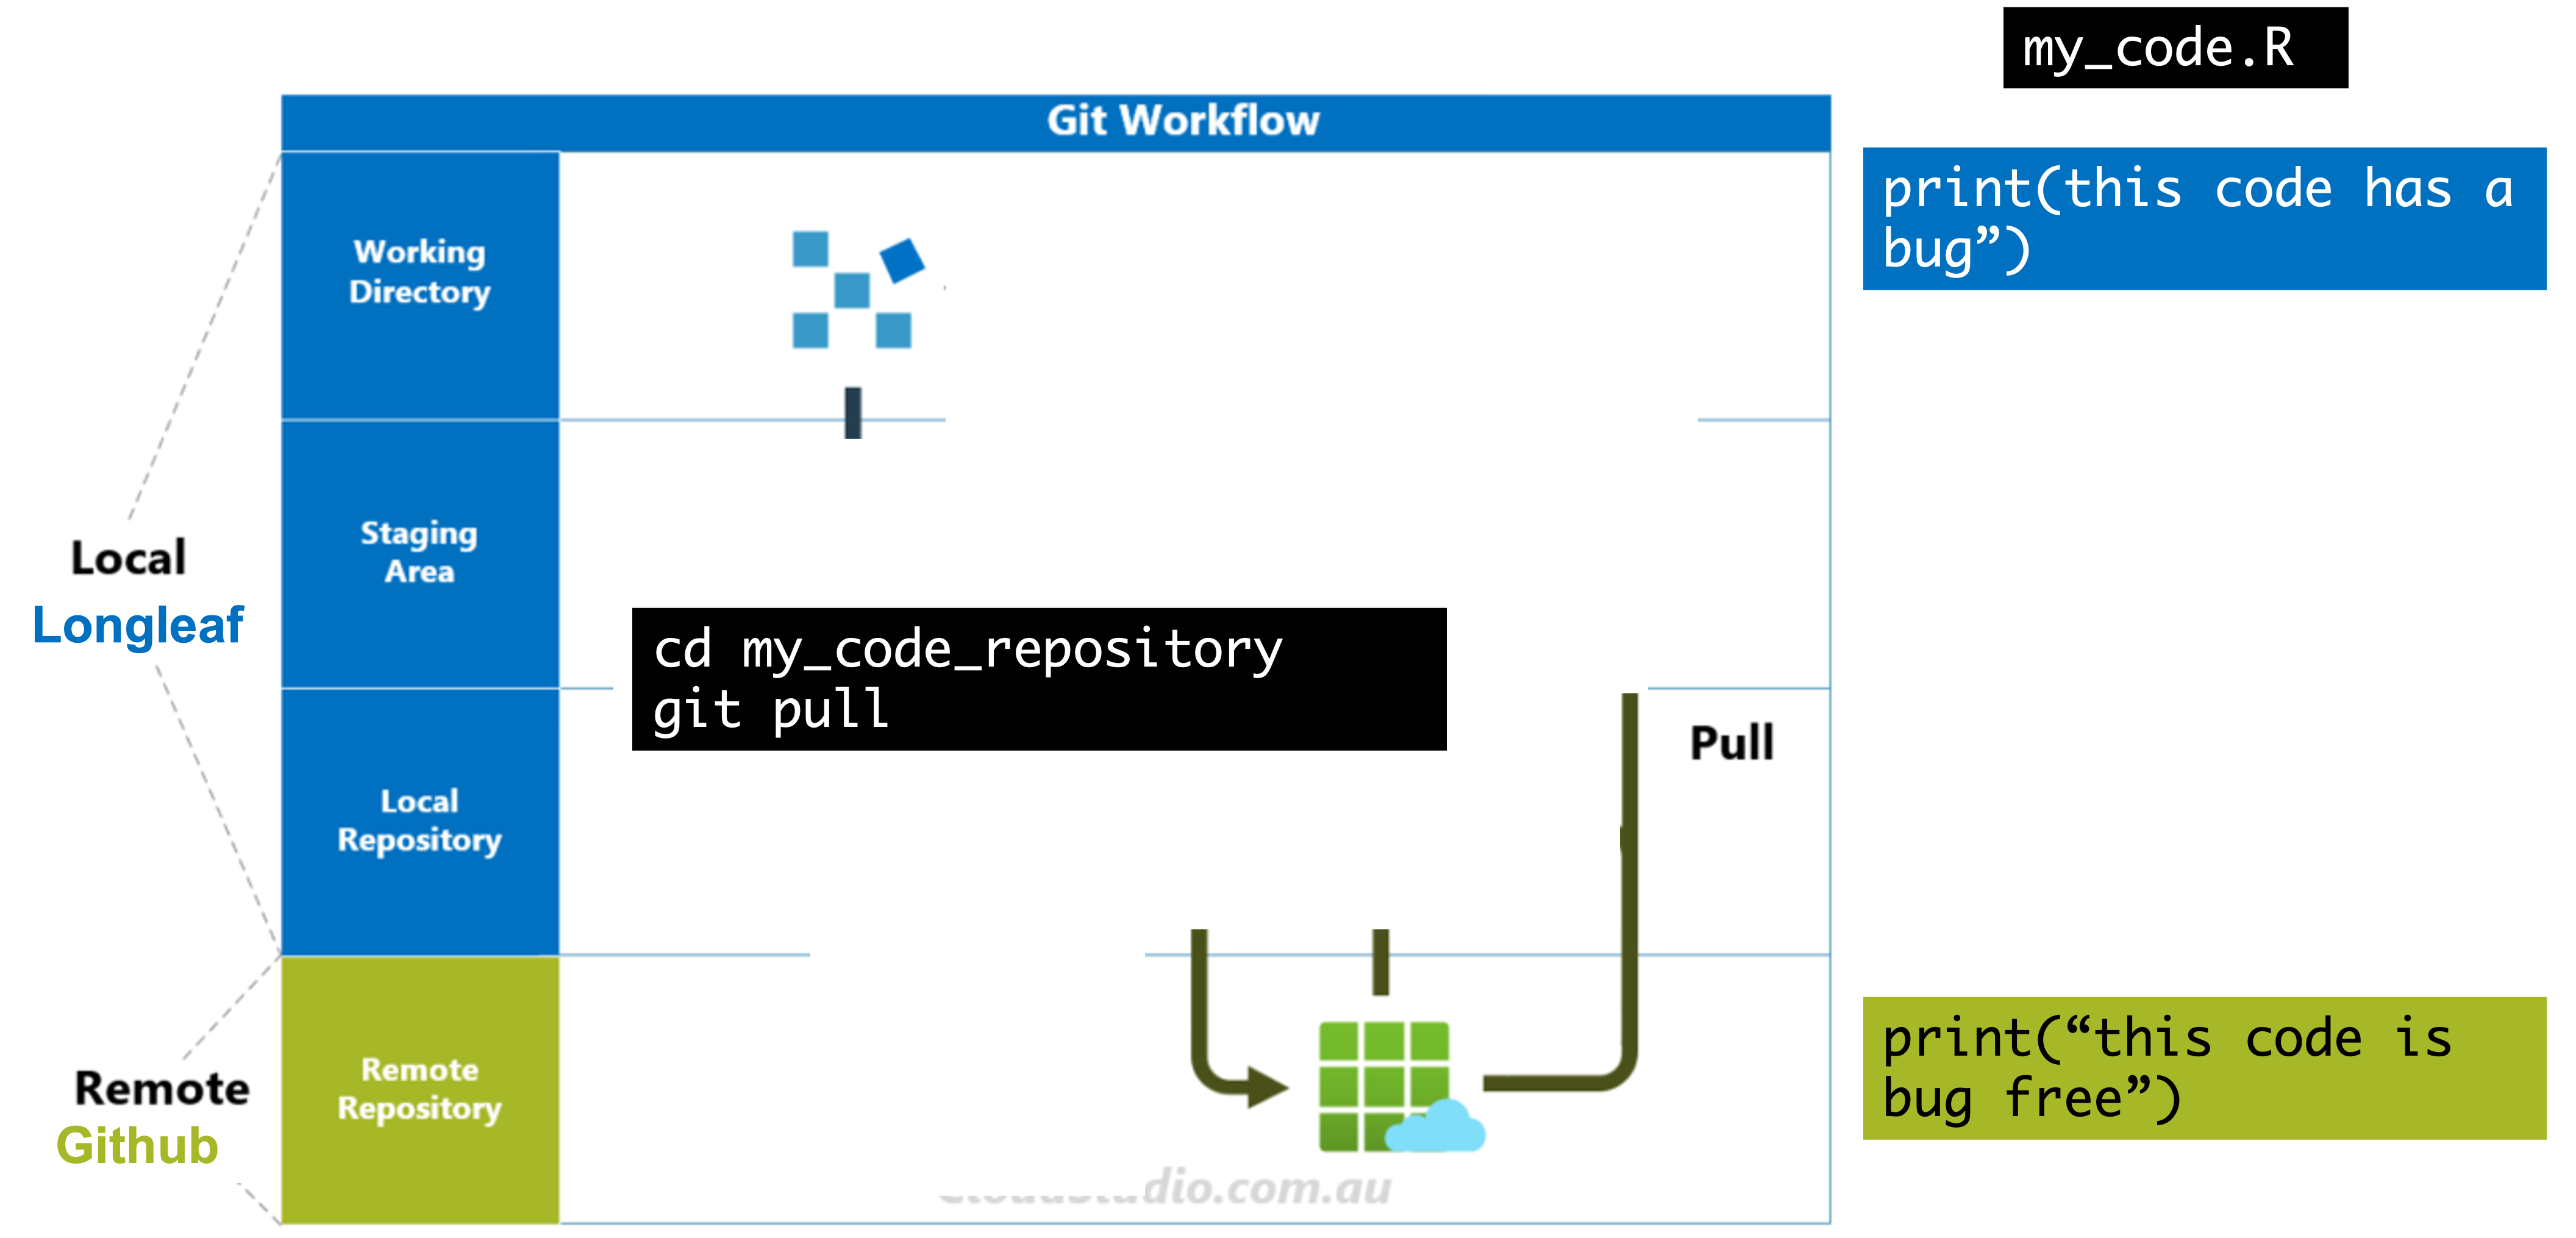 my_code.R
Git Workflow
print(this code has a
bug”)
Working
Directory
Staging
Area
Local
Longleaf
cd my_code_repository
git pull
Pull
Local
Repository
print(“this code is
bug free”)
Remote
Repository
Remote
Github
dio.com.au